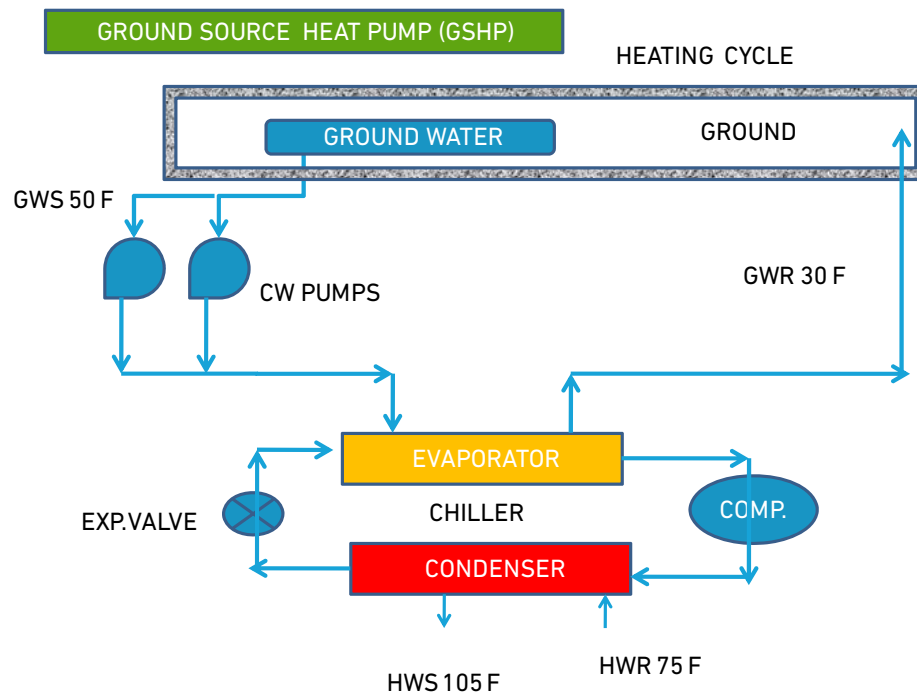 GROUND SOURCE HEAT PUMP (GSHP)
HEATING CYCLE
GROUND WATER
GROUND
GWS 50 F
CW PUMPS
GWR 30 F
EVAPORATOR
EXP.VALVE
CHILLER
COMP.
CONDENSER
HWS 105 F
HWR 75 F